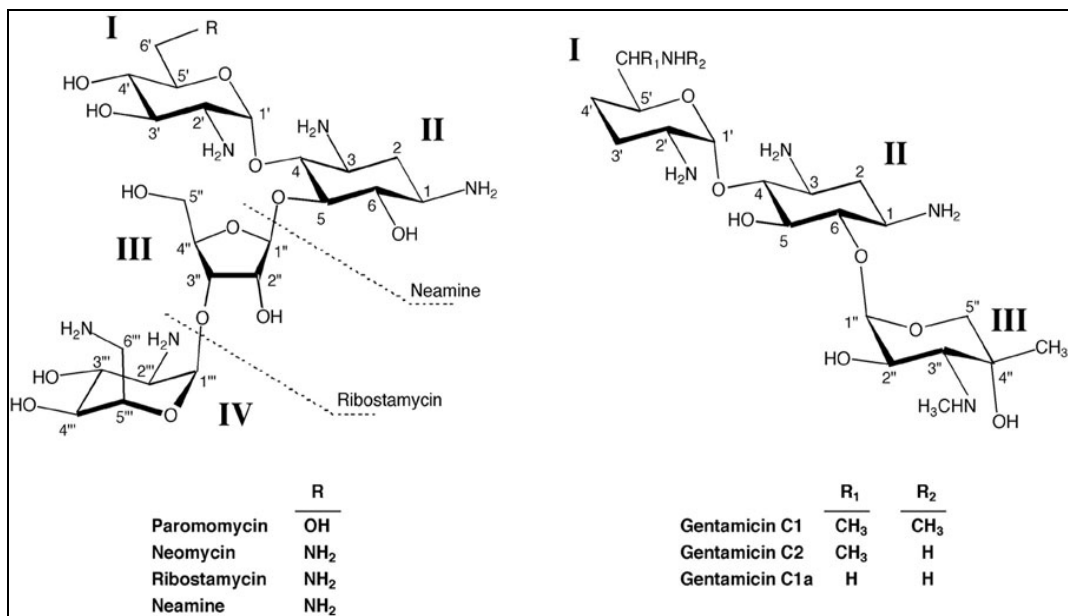 I
R
6'
HO
4'
5'
O
HO
3'
2'
1'
H₂N
O
H₂N
4
3
2
II
1
NH₂
5
6
OH
O
HO
5"
O
III
4"
1"
3"
2"
Neamine
O
OH
H₂N
6'''
H₂N
3'''
2'''
1'''
HO
HO
4'''
5'''
O
IV
Ribostamycin
R
Paromomycin OH
Neomycin NH₂
Ribostamycin NH₂
Neamine NH₂
I
CHR₁NHR₂
4'
5'
O
3'
2'
1'
H₂N
O
H₂N
4
3
2
II
1
NH₂
HO
5
6
O
1"
O
5"
III
HO
2"
3"
4"
CH₃
H₃CHN
OH
R₁ R₂
Gentamicin C1 CH₃ CH₃
Gentamicin C2 CH₃ H
Gentamicin C1a H H